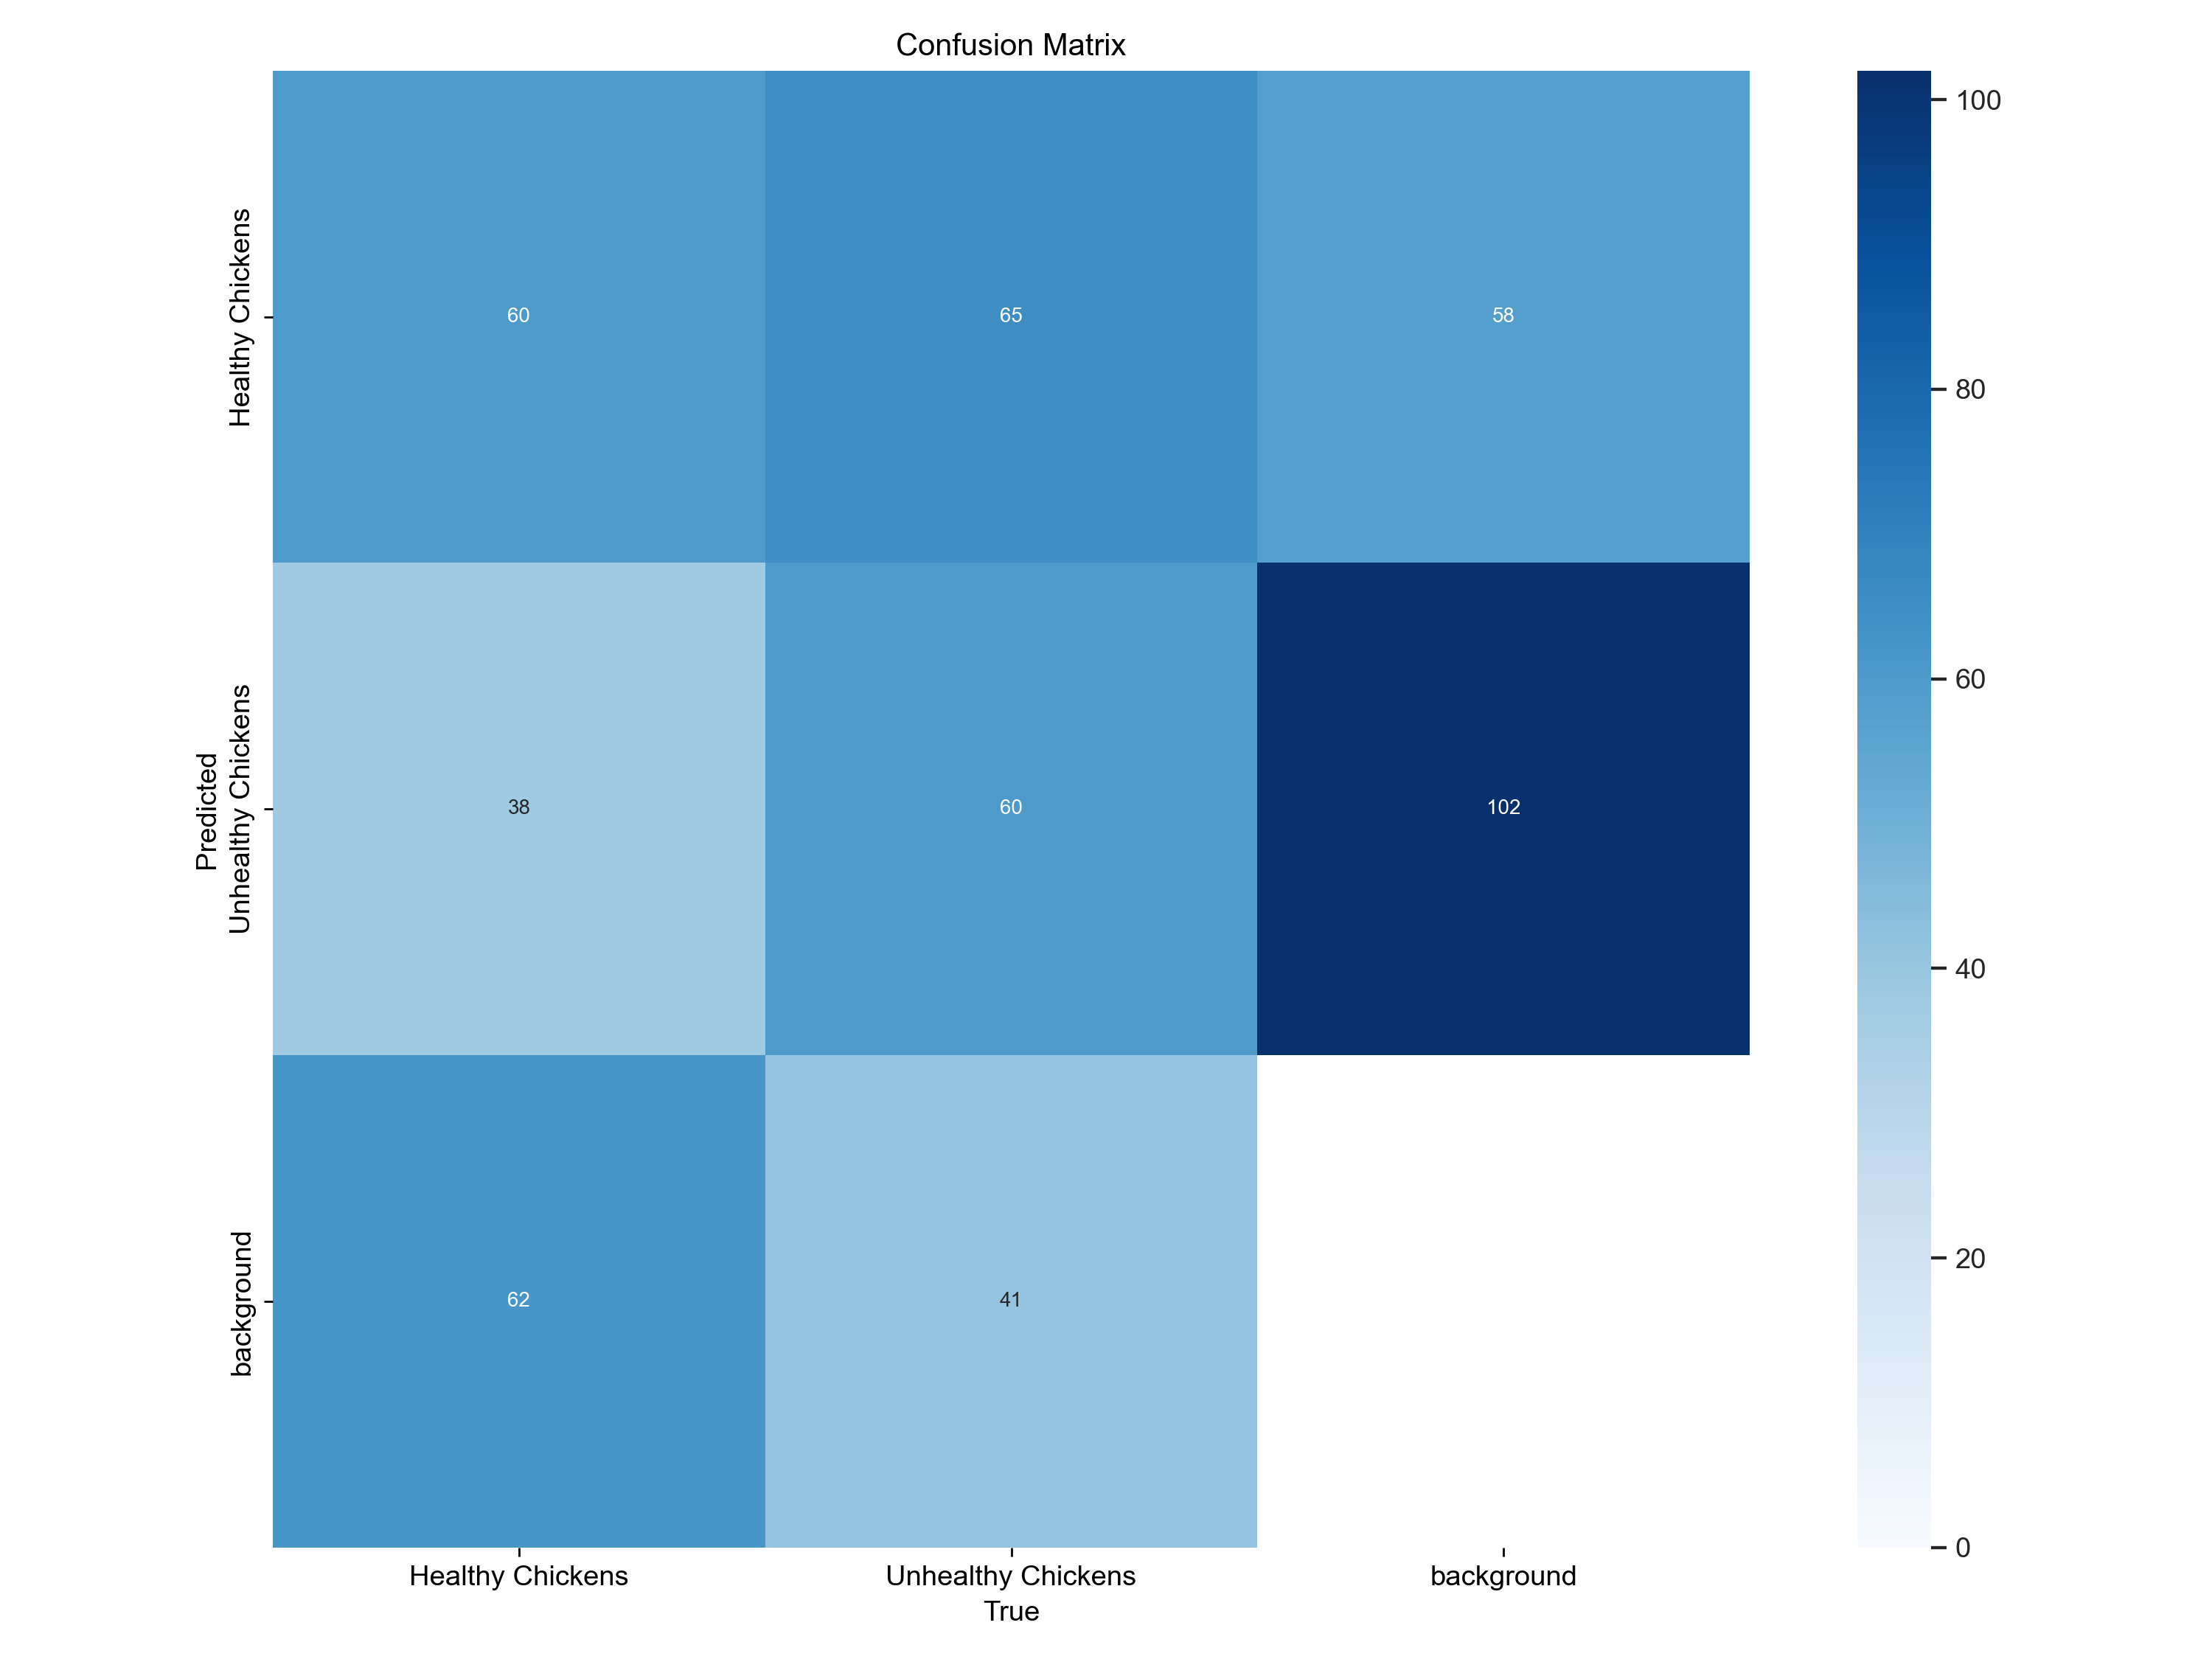 Confusion Matrix
Predicted
Healthy Chickens
60 65 58
Unhealthy Chickens
38 60 102
background
62 41
Healthy Chickens Unhealthy Chickens background
True
100
80
60
40
20
0